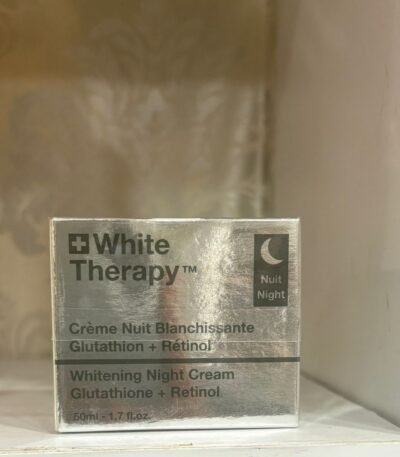 White
Therapy™
Nuit
Night
Crème Nuit Blanchissante
Glutathion + Rétinol
Whitening Night Cream
Glutathione + Retinol
50ml - 1,7 fl.oz.